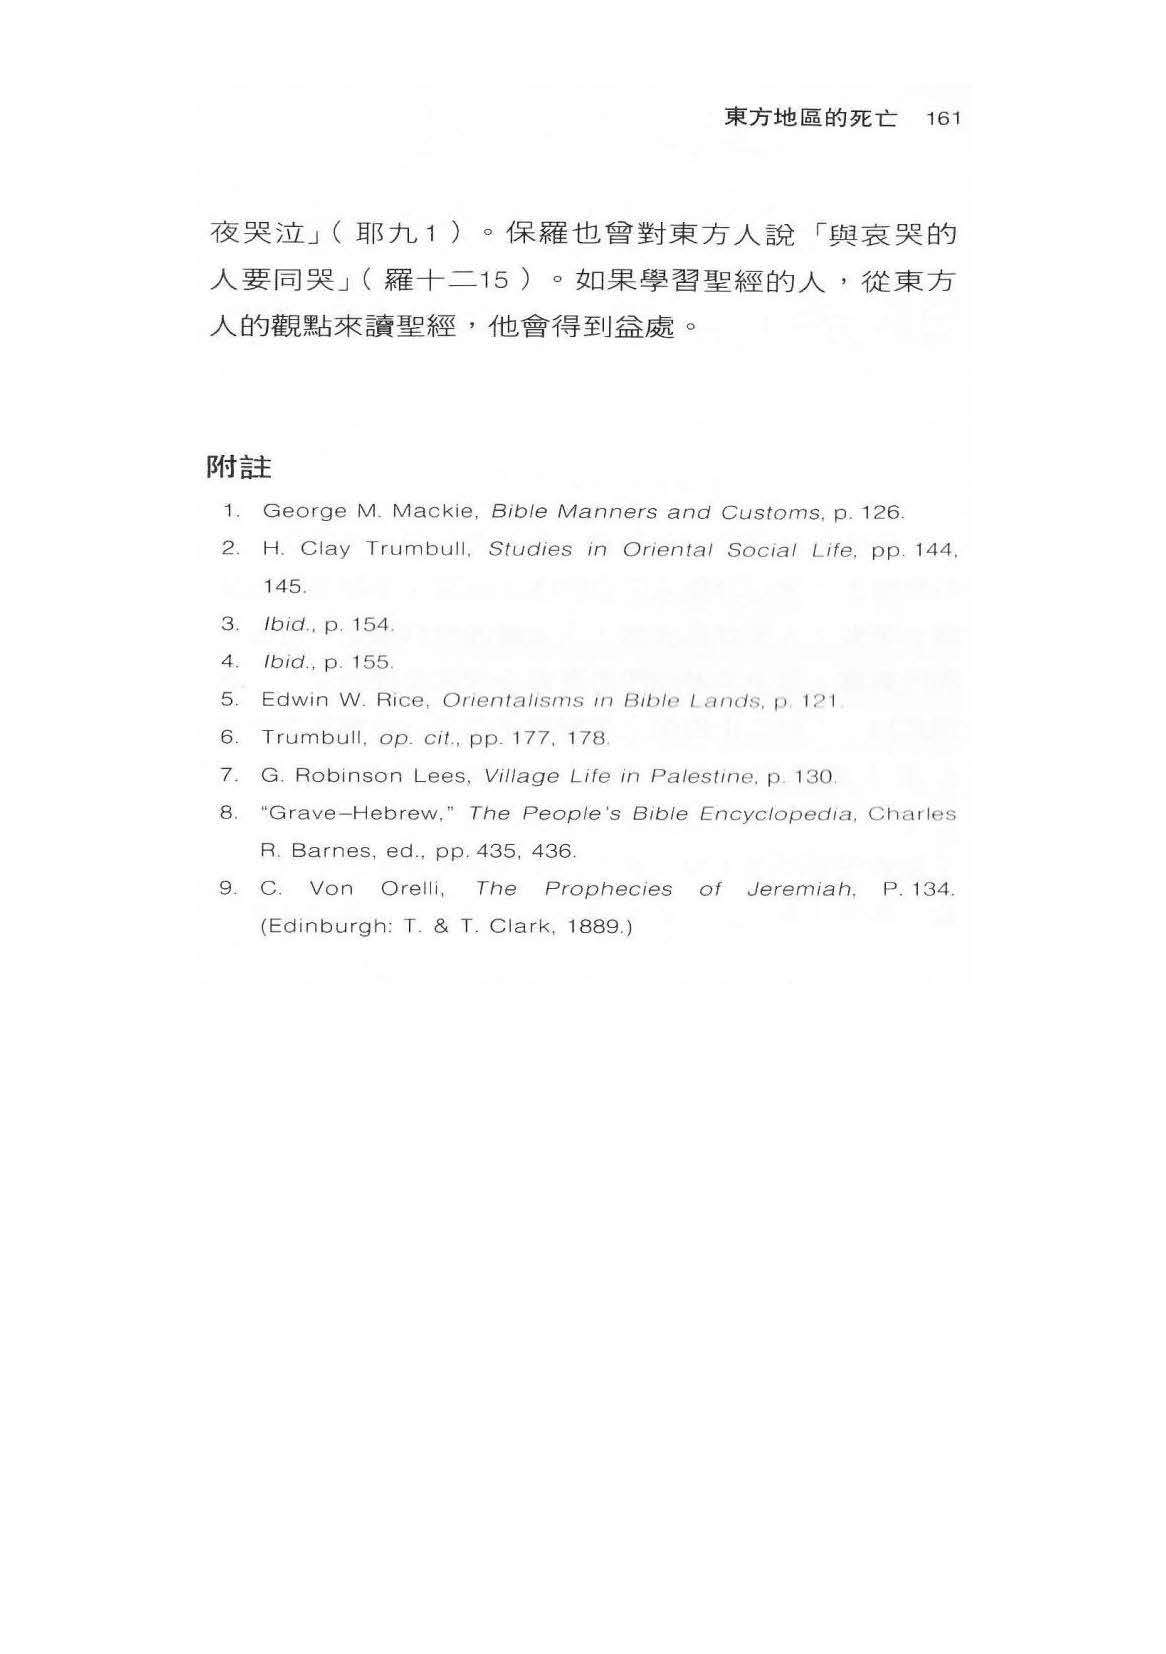 東方地區的死亡 161
夜哭泣」(耶九1)。保羅也曾對東方人說「與哀哭的
人要同哭」(羅十二15)。如果學習聖經的人，從東方
人的觀點來讀聖經，他會得到益處。
附註
1. George M. Mackie, Bible Manners and Customs, p. 126.
2. H. Clay Trumbull, Studies in Oriental Social Life, pp. 144,
145.
3. Ibid., p. 154.
4. Ibid., p. 155.
5. Edwin W. Rice, Orientalisms in Bible Lands, p. 121.
6. Trumbull, op. cit., pp. 177, 178.
7. G. Robinson Lees, Village Life in Palestine, p. 130.
8. “Grave–Hebrew,” The People's Bible Encyclopedia, Charles
R. Barnes, ed., pp. 435, 436.
9. C. Von Orelli, The Prophecies of Jeremiah, P. 134.
(Edinburgh: T. & T. Clark, 1889.)